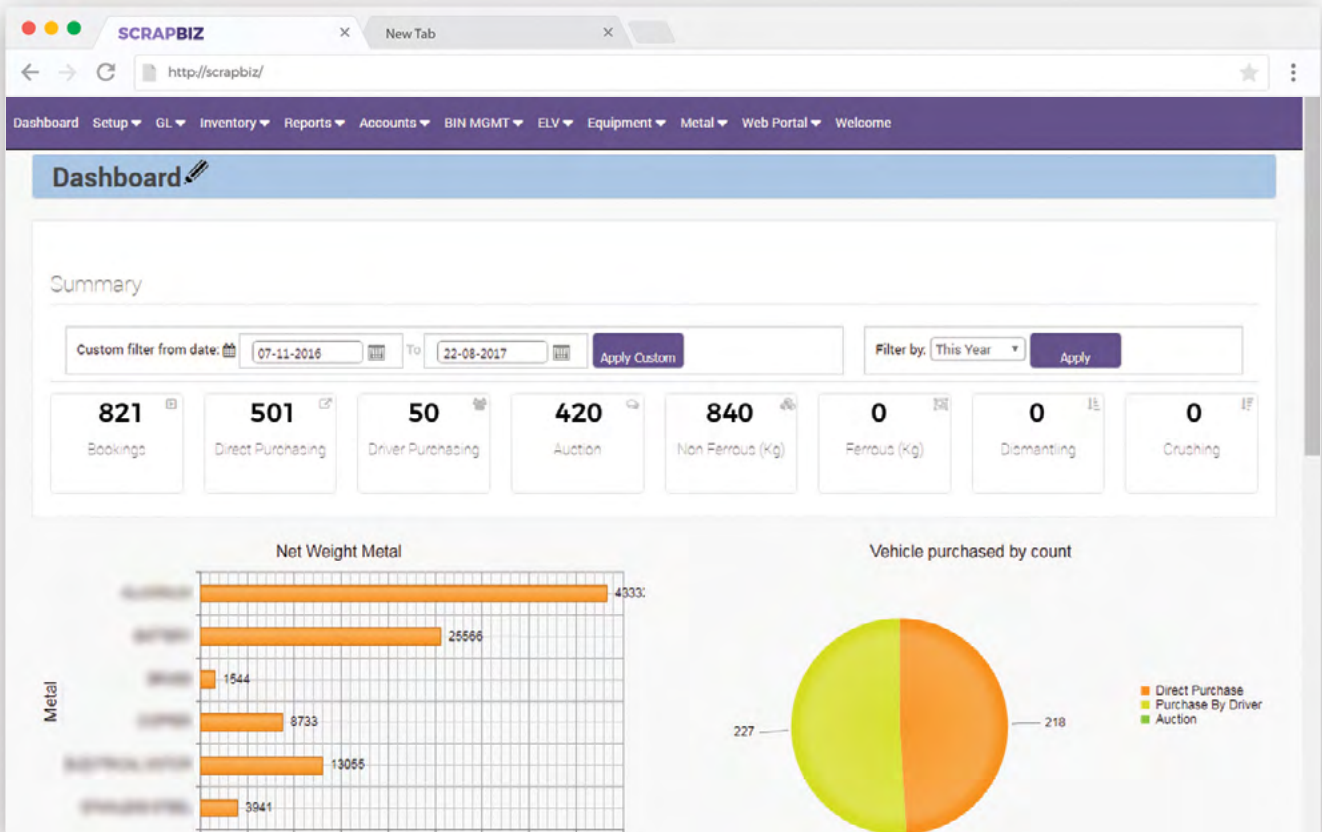 SCRAPBIZ
New Tab
http://scrapbiz/
Dashboard Setup GL Inventory Reports Accounts BIN MGMT ELV Equipment Metal Web Portal Welcome
Dashboard
Summary
Custom filter from date: 07-11-2016 To 22-08-2017 Apply Custom Filter by: This Year Apply
821 501 50 420 840 0 0 0
Bookings Direct Purchasing Driver Purchasing Auction Non Ferrous (Kg) Ferrous (Kg) Dismantling Crushing
Net Weight Metal
Metal
25566
1544
8733
13055
3941
Vehicle purchased by count
227
218
Direct Purchase
Purchase By Driver
Auction